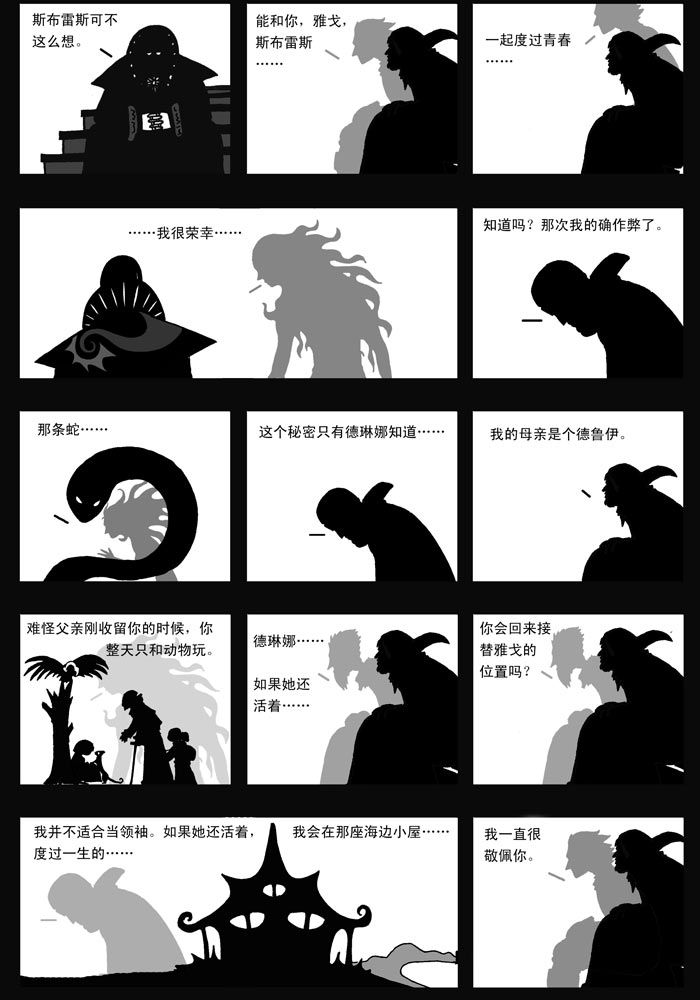 斯布雷斯可不
这么想。
能和你，雅戈，
斯布雷斯
……
一起度过青春
……
……我很荣幸……
知道吗？那次我的确作弊了。
那条蛇……
这个秘密只有德琳娜知道……
我的母亲是个德鲁伊。
难怪父亲刚收留你的时候，你
整天只和动物玩。
德琳娜……
如果她还
活着……
你会回来接
替雅戈的
位置吗？
我并不适合当领袖。如果她还活着，
我会在那座海边小屋……
度过一生的……
我一直很
敬佩你。